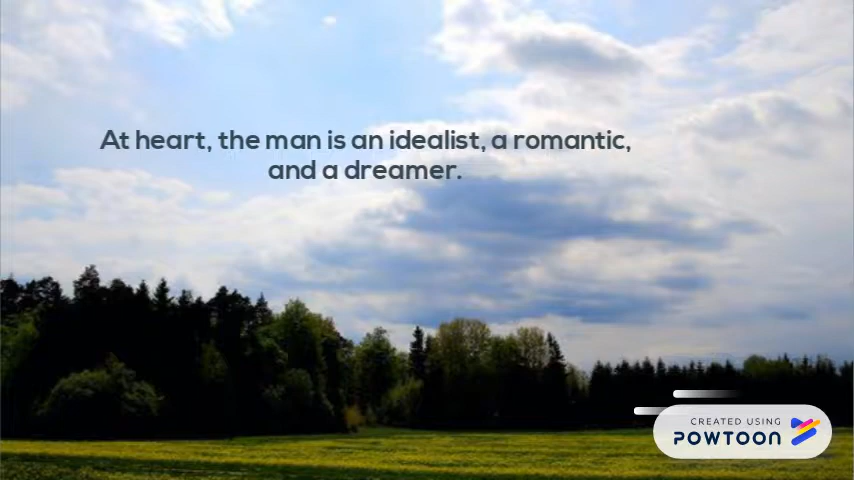 At heart, the man is an idealist, a romantic,
and a dreamer.
CREATED USING
POWTOON